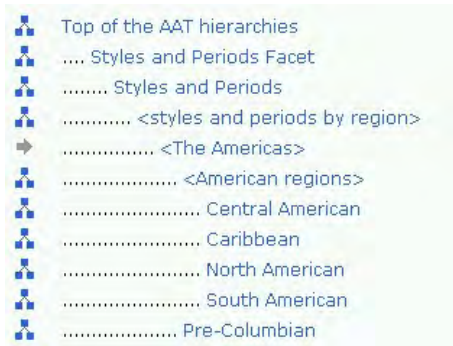 Top of the AAT hierarchies
.... Styles and Periods Facet
........ Styles and Periods
............ <styles and periods by region>
................ <The Americas>
.................... <American regions>
........................ Central American
........................ Caribbean
........................ North American
........................ South American
.................... Pre-Columbian